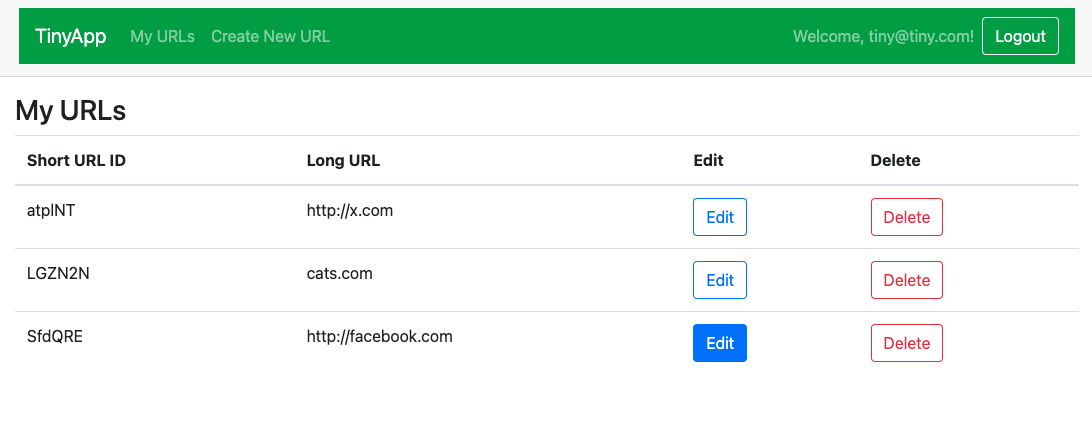 TinyApp My URLs Create New URL Welcome, tiny@tiny.com! Logout
My URLs
Short URL ID Long URL Edit Delete
atplNT http://x.com Edit Delete
LGZN2N cats.com Edit Delete
SfdQRE http://facebook.com Edit Delete